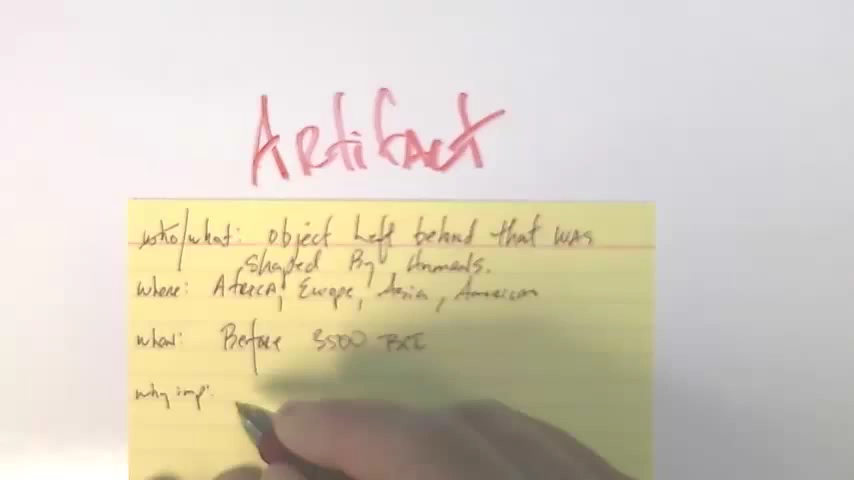 Artifact
who/what: object left behind that was
shaped By Humans.
where: Africa, Europe, Asia, Americas
when: Before 3500 BCE
why imp: